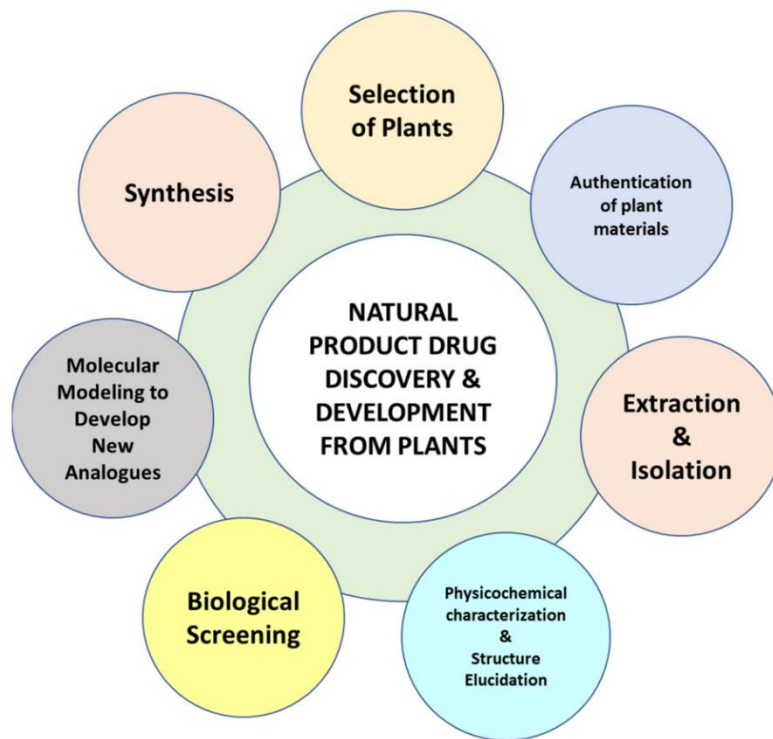 Selection
of Plants
Authentication
of plant
materials
Extraction
&
Isolation
Physicochemical
characterization
&
Structure
Elucidation
Biological
Screening
Molecular
Modeling to
Develop
New
Analogues
Synthesis
NATURAL
PRODUCT DRUG
DISCOVERY &
DEVELOPMENT
FROM PLANTS